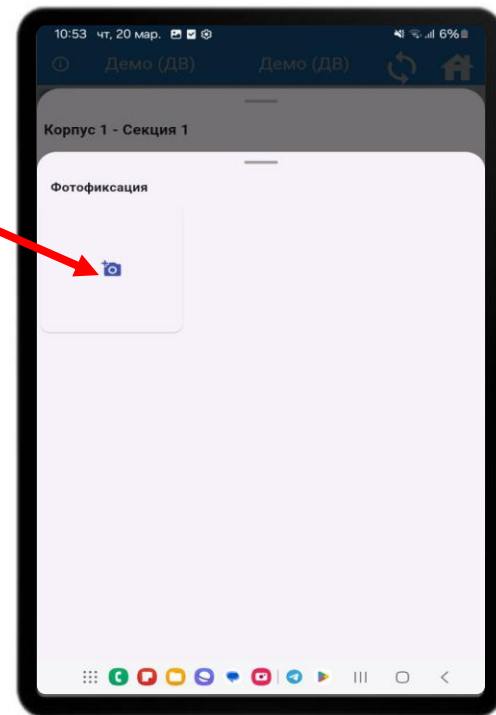 10:53 чт, 20 мар. 6%
Демо (ДВ) Демо (ДВ)
Корпус 1 - Секция 1
Фотофиксация